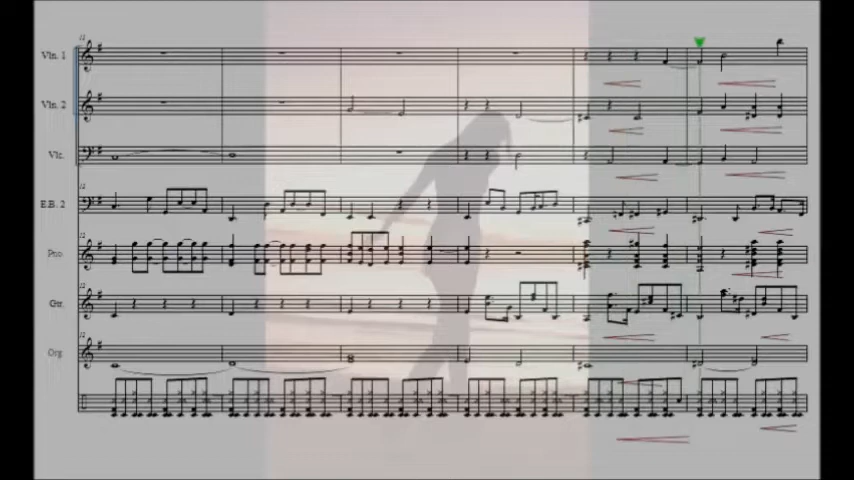 Vln. 1
Vln. 2
Vlc.
E.B. 2
Pno.
Gtr.
Org.